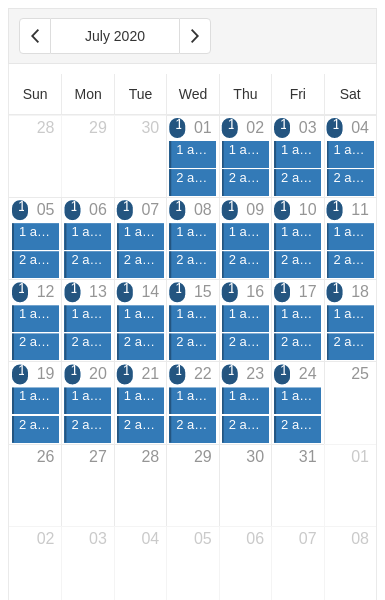 July 2020
Sun Mon Tue Wed Thu Fri Sat
28 29 30 1 01 1 02 1 03 1 04
1 a... 1 a... 1 a... 1 a...
2 a... 2 a... 2 a... 2 a...
1 05 1 06 1 07 1 08 1 09 1 10 1 11
1 a... 1 a... 1 a... 1 a... 1 a... 1 a... 1 a...
2 a... 2 a... 2 a... 2 a... 2 a... 2 a... 2 a...
1 12 1 13 1 14 1 15 1 16 1 17 1 18
1 a... 1 a... 1 a... 1 a... 1 a... 1 a... 1 a...
2 a... 2 a... 2 a... 2 a... 2 a... 2 a... 2 a...
1 19 1 20 1 21 1 22 1 23 1 24 25
1 a... 1 a... 1 a... 1 a... 1 a... 1 a...
2 a... 2 a... 2 a... 2 a... 2 a... 2 a...
26 27 28 29 30 31 01
02 03 04 05 06 07 08